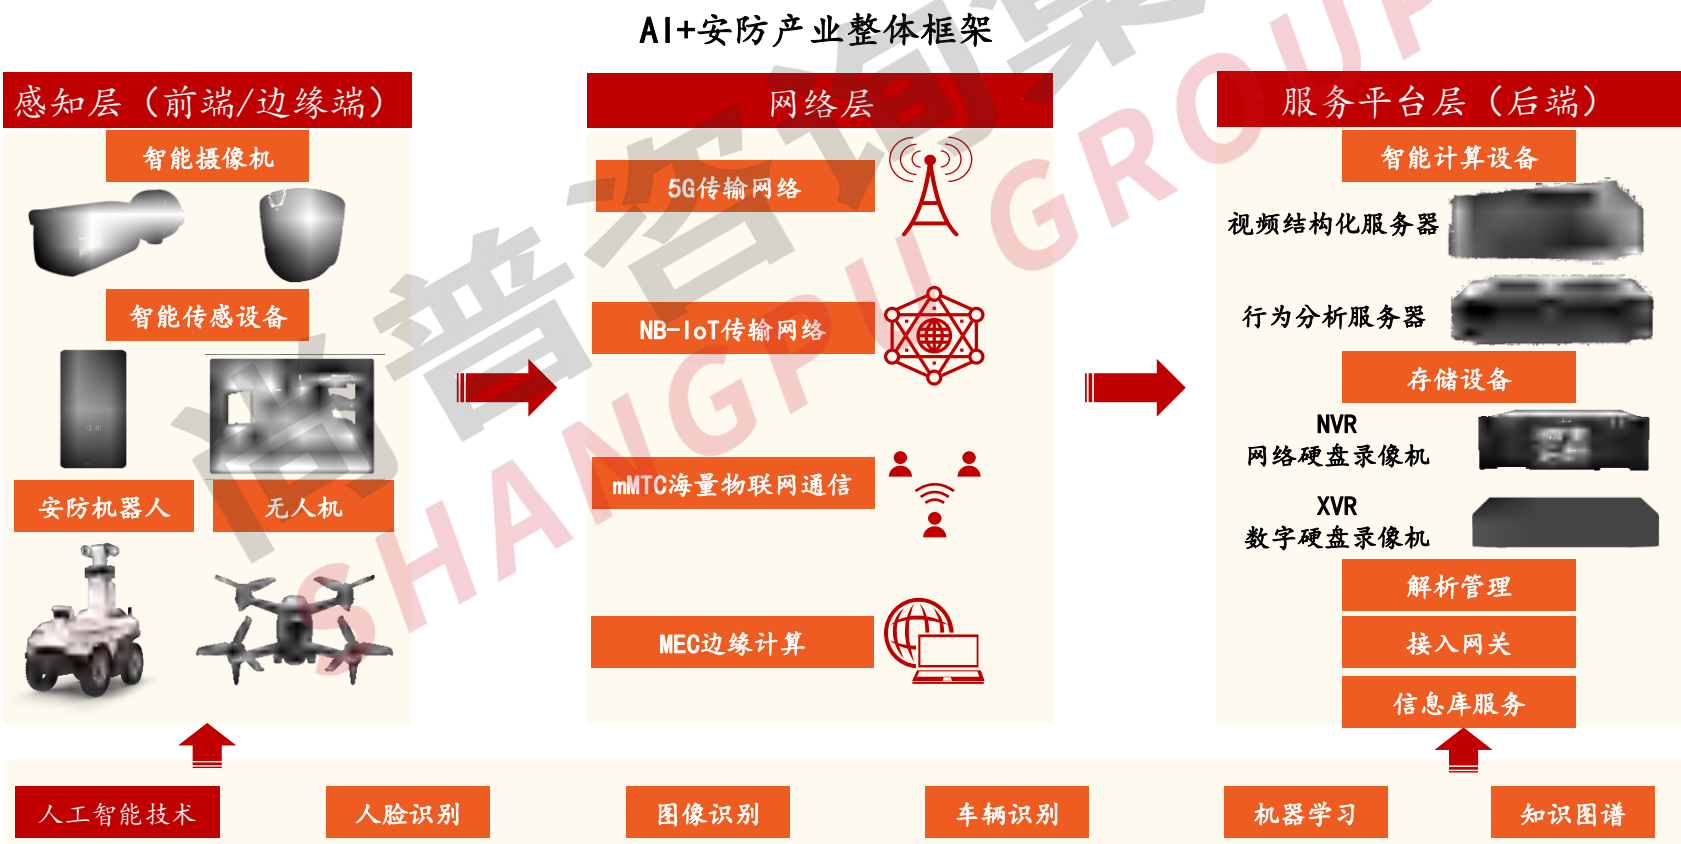 AI+安防产业整体框架
感知层（前端/边缘端）
智能摄像机
智能传感设备
安防机器人
无人机
网络层
5G传输网络
NB-IoT传输网络
mMTC海量物联网通信
MEC边缘计算
服务平台层（后端）
智能计算设备
视频结构化服务器
行为分析服务器
存储设备
NVR
网络硬盘录像机
XVR
数字硬盘录像机
解析管理
接入网关
信息库服务
人工智能技术
人脸识别
图像识别
车辆识别
机器学习
知识图谱
尚普咨询集
SHANGPU GROUP